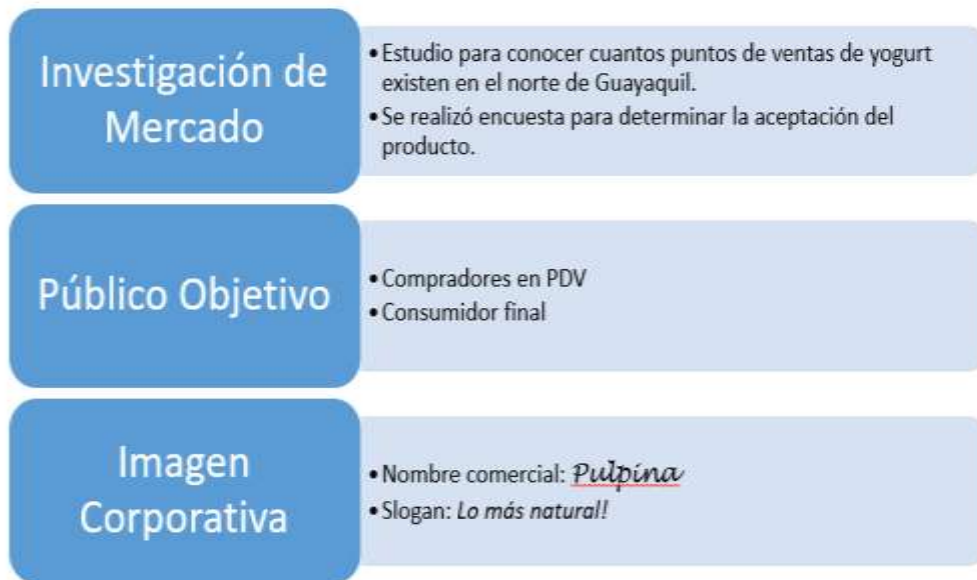 Investigación de
Mercado
• Estudio para conocer cuantos puntos de ventas de yogurt
existen en el norte de Guayaquil.
• Se realizó encuesta para determinar la aceptación del
producto.
Público Objetivo
• Compradores en PDV
• Consumidor final
Imagen
Corporativa
• Nombre comercial: Pulpina
• Slogan: Lo más natural!